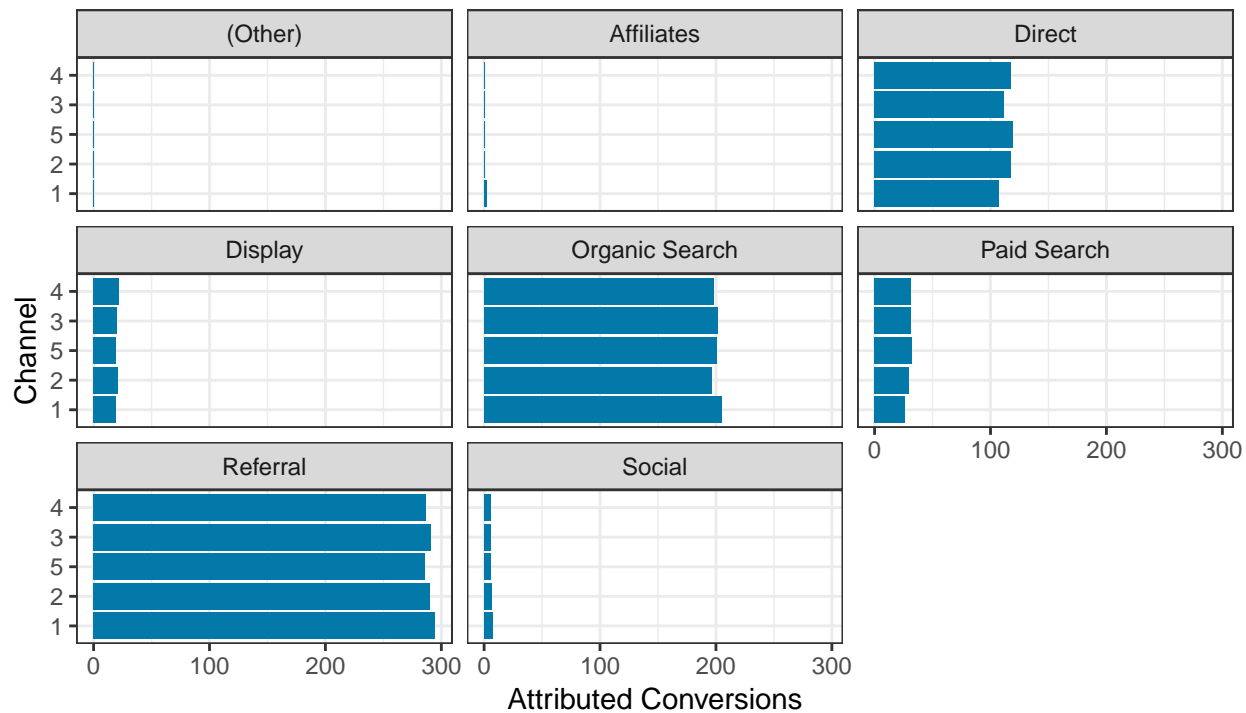 (Other) Affiliates Direct
4
3
5
2
1
Display Organic Search Paid Search
4
3
5
2
1
0 100 200 300
Referral Social
4
3
5
2
1
0 100 200 300 0 100 200 300
Channel
Attributed Conversions